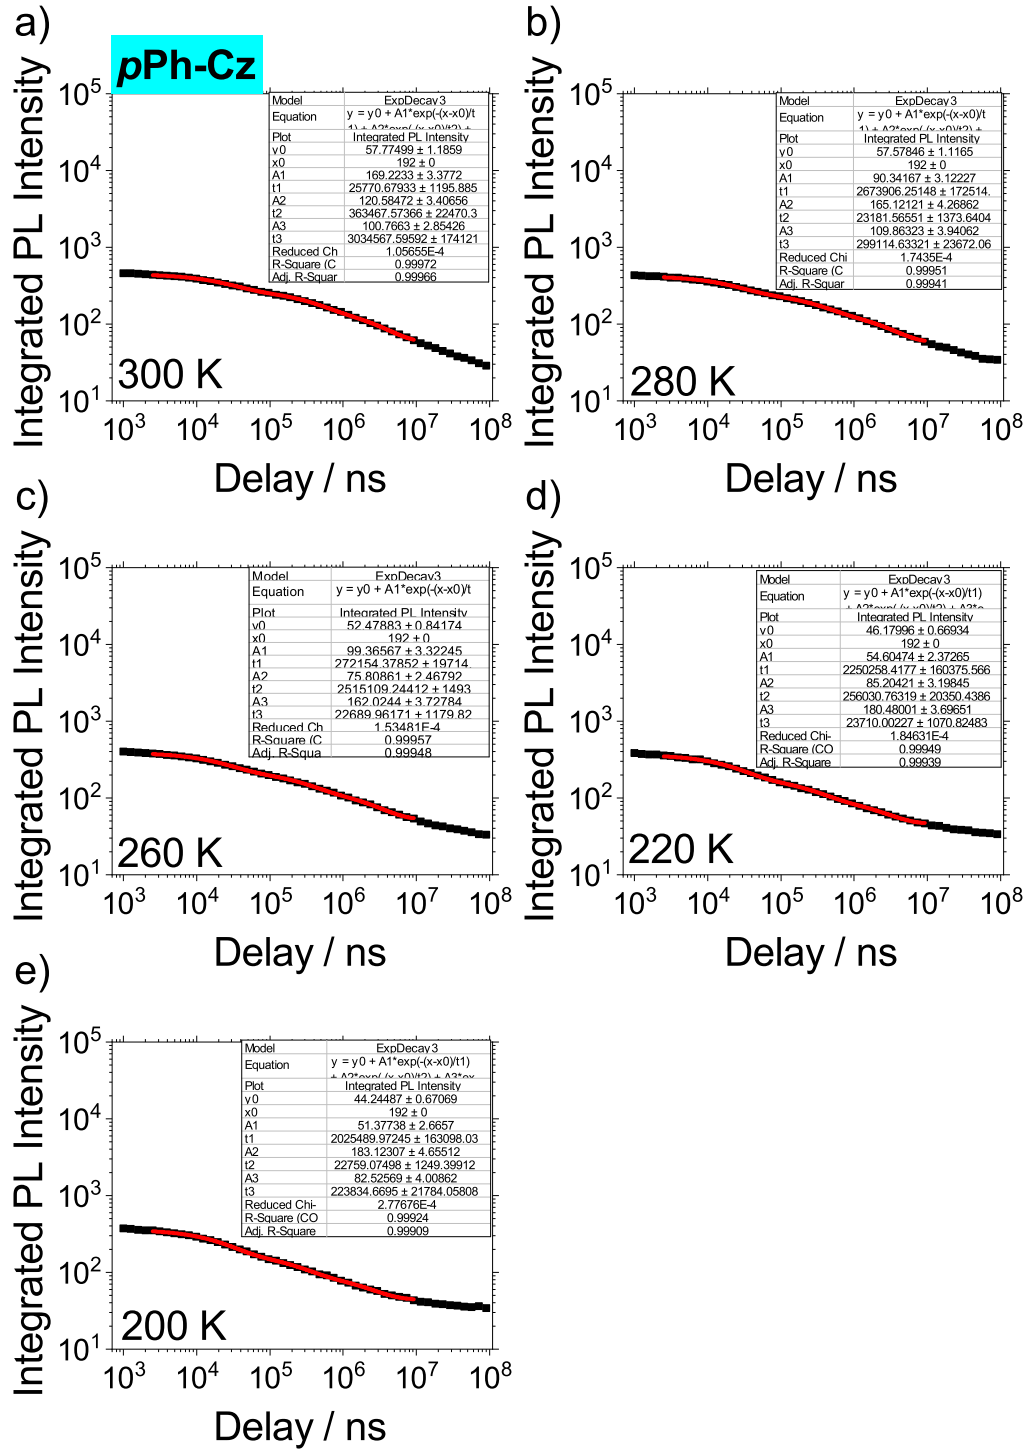 a)
pPh-Cz
Integrated PL Intensity
10^5
10^4
10^3
10^2
10^1
Model ExpDecay3
Equation y = y0 + A1*exp(-(x-x0)/t
1) + A2*exp(-(x-x0)/t2) +
Plot Integrated PL Intensity
y0 57.77499 ± 1.1859
x0 192 ± 0
A1 169.2233 ± 3.3772
t1 25770.67933 ± 1195.885
A2 120.58472 ± 3.40656
t2 363467.57366 ± 22470.3
A3 100.7663 ± 2.85426
t3 3034567.59592 ± 174121
Reduced Ch 1.05655E-4
R-Square (C 0.99972
Adj. R-Squar 0.99966
300 K
10^3 10^4 10^5 10^6 10^7 10^8
Delay / ns
b)
Integrated PL Intensity
10^5
10^4
10^3
10^2
10^1
Model ExpDecay3
Equation y = y0 + A1*exp(-(x-x0)/t
1) + A2*exp(-(x-x0)/t2) +
Plot Integrated PL Intensity
y0 57.57846 ± 1.1165
x0 192 ± 0
A1 90.34167 ± 3.12227
t1 2673906.25148 ± 172514.
A2 165.12121 ± 4.26862
t2 23181.56551 ± 1373.6404
A3 109.86323 ± 3.94062
t3 299114.63321 ± 23672.06
Reduced Chi 1.7435E-4
R-Square (C 0.99951
Adj. R-Squar 0.99941
280 K
10^3 10^4 10^5 10^6 10^7 10^8
Delay / ns
c)
Integrated PL Intensity
10^5
10^4
10^3
10^2
10^1
Model ExpDecay3
Equation y = y0 + A1*exp(-(x-x0)/t
Plot Integrated PL Intensity
y0 52.47883 ± 0.84174
x0 192 ± 0
A1 99.36567 ± 3.32245
t1 272154.37852 ± 19714.
A2 75.80861 ± 2.46792
t2 2515109.24412 ± 1493
A3 162.0244 ± 3.72784
t3 22689.96171 ± 1179.82
Reduced Ch 1.53481E-4
R-Square (C 0.99957
Adj. R-Squa 0.99948
260 K
10^3 10^4 10^5 10^6 10^7 10^8
Delay / ns
d)
Integrated PL Intensity
10^5
10^4
10^3
10^2
10^1
Model ExpDecay3
Equation y = y0 + A1*exp(-(x-x0)/t1)
+ A2*exp(-(x-x0)/t2) + A3*e
Plot Integrated PL Intensity
y0 46.17996 ± 0.66934
x0 192 ± 0
A1 54.60474 ± 2.37265
t1 2250258.4177 ± 160375.566
A2 85.20421 ± 3.19845
t2 256030.76319 ± 20350.4386
A3 180.48001 ± 3.69651
t3 23710.00227 ± 1070.82483
Reduced Chi- 1.84631E-4
R-Square (CO 0.99949
Adj. R-Square 0.99939
220 K
10^3 10^4 10^5 10^6 10^7 10^8
Delay / ns
e)
Integrated PL Intensity
10^5
10^4
10^3
10^2
10^1
Model ExpDecay3
Equation y = y0 + A1*exp(-(x-x0)/t1)
+ A2*exp(-(x-x0)/t2) + A3*ex
Plot Integrated PL Intensity
y0 44.24487 ± 0.67069
x0 192 ± 0
A1 51.37738 ± 2.6657
t1 2025489.97245 ± 163098.03
A2 183.12307 ± 4.65512
t2 22759.07498 ± 1249.39912
A3 82.52569 ± 4.00862
t3 223834.6695 ± 21784.05808
Reduced Chi- 2.77676E-4
R-Square (CO 0.99924
Adj. R-Square 0.99909
200 K
10^3 10^4 10^5 10^6 10^7 10^8
Delay / ns